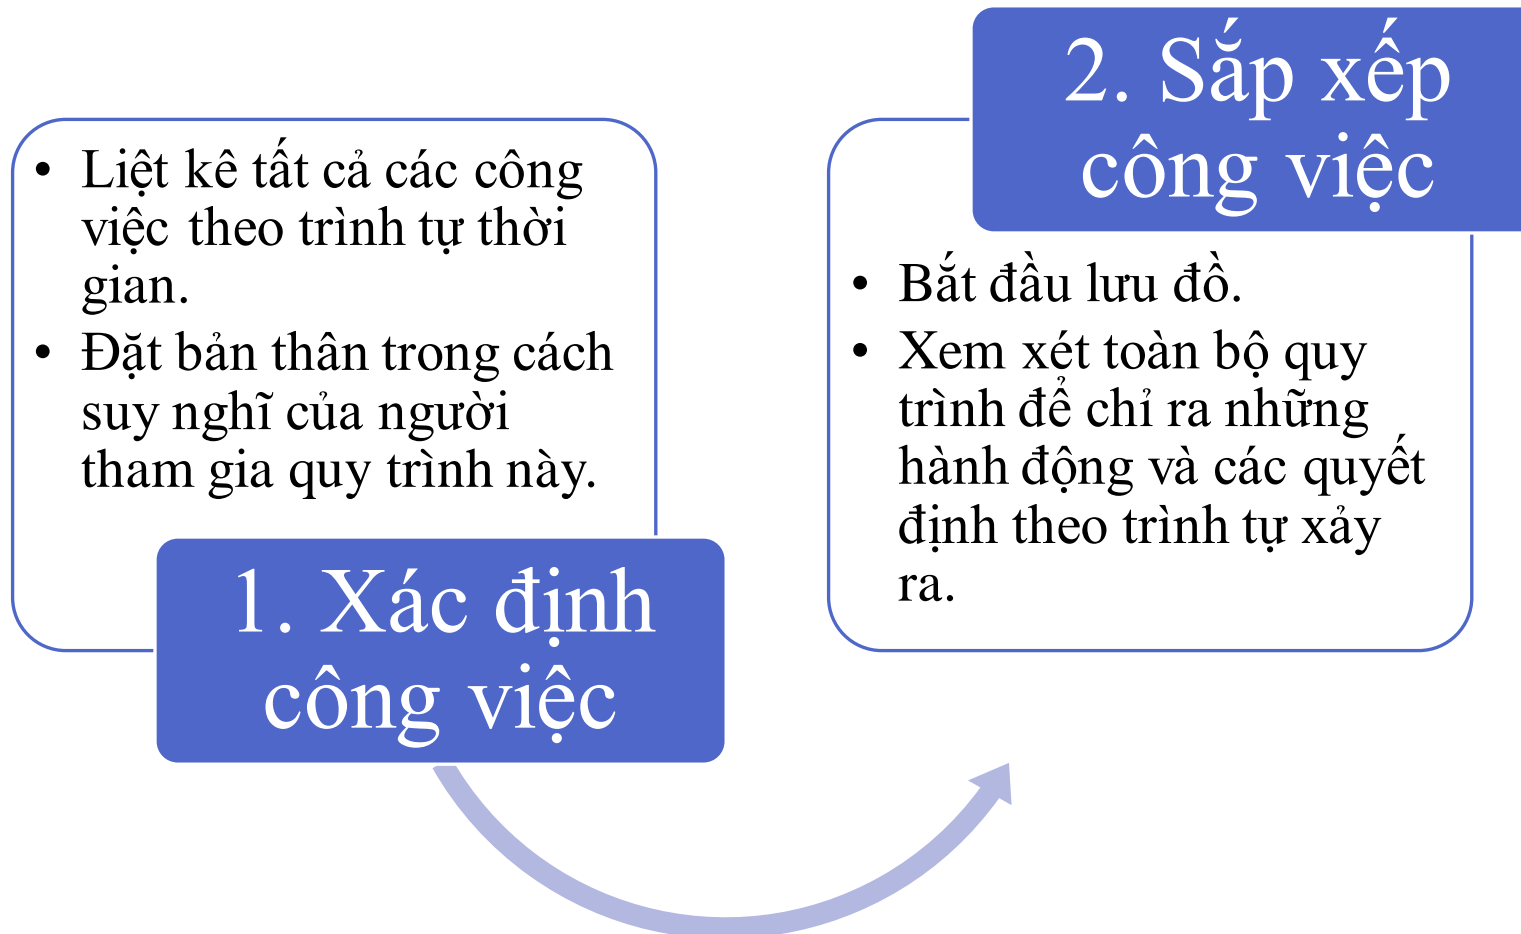 • Liệt kê tất cả các công
việc theo trình tự thời
gian.
• Đặt bản thân trong cách
suy nghĩ của người
tham gia quy trình này.
1. Xác định
công việc
2. Sắp xếp
công việc
• Bắt đầu lưu đồ.
• Xem xét toàn bộ quy
trình để chỉ ra những
hành động và các quyết
định theo trình tự xảy
ra.